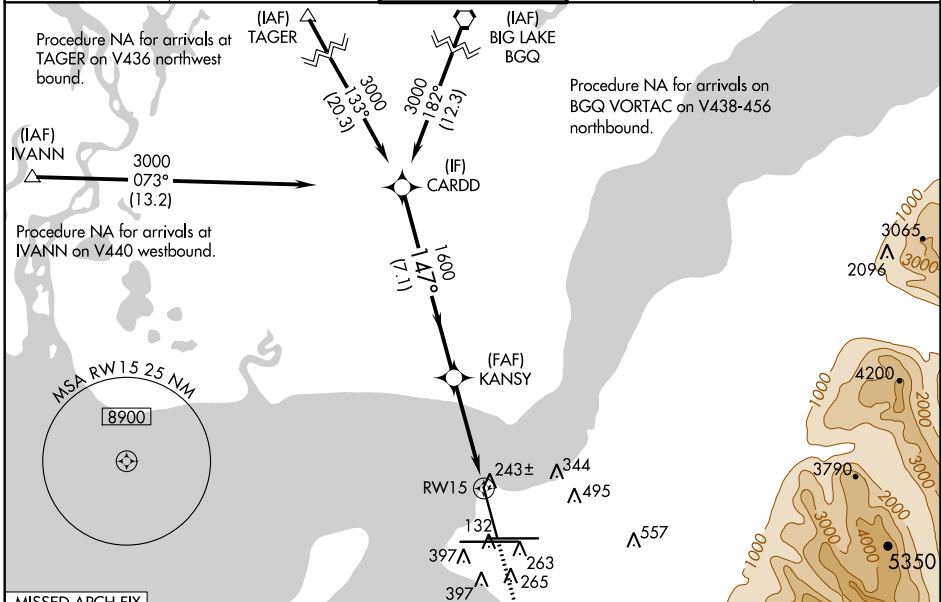 (IAF)
TAGER
(IAF)
BIG LAKE
BGQ
Procedure NA for arrivals at
TAGER on V436 northwest
bound.
3000
133°
(20.3)
3000
182°
(12.3)
Procedure NA for arrivals on
BGQ VORTAC on V438-456
northbound.
(IAF)
IVANN
3000
073°
(13.2)
(IF)
CARDD
Procedure NA for arrivals at
IVANN on V440 westbound.
1600
147°
(7.1)
1000
3065
3000
2096
(FAF)
KANSY
MSA RW15 25 NM
8900
4200
1000
2000
3000
RW15
243±
344
495
3790
2000
3000
4000
1000
5350
132
397
263
557
265
397
MISSED APCH FIX